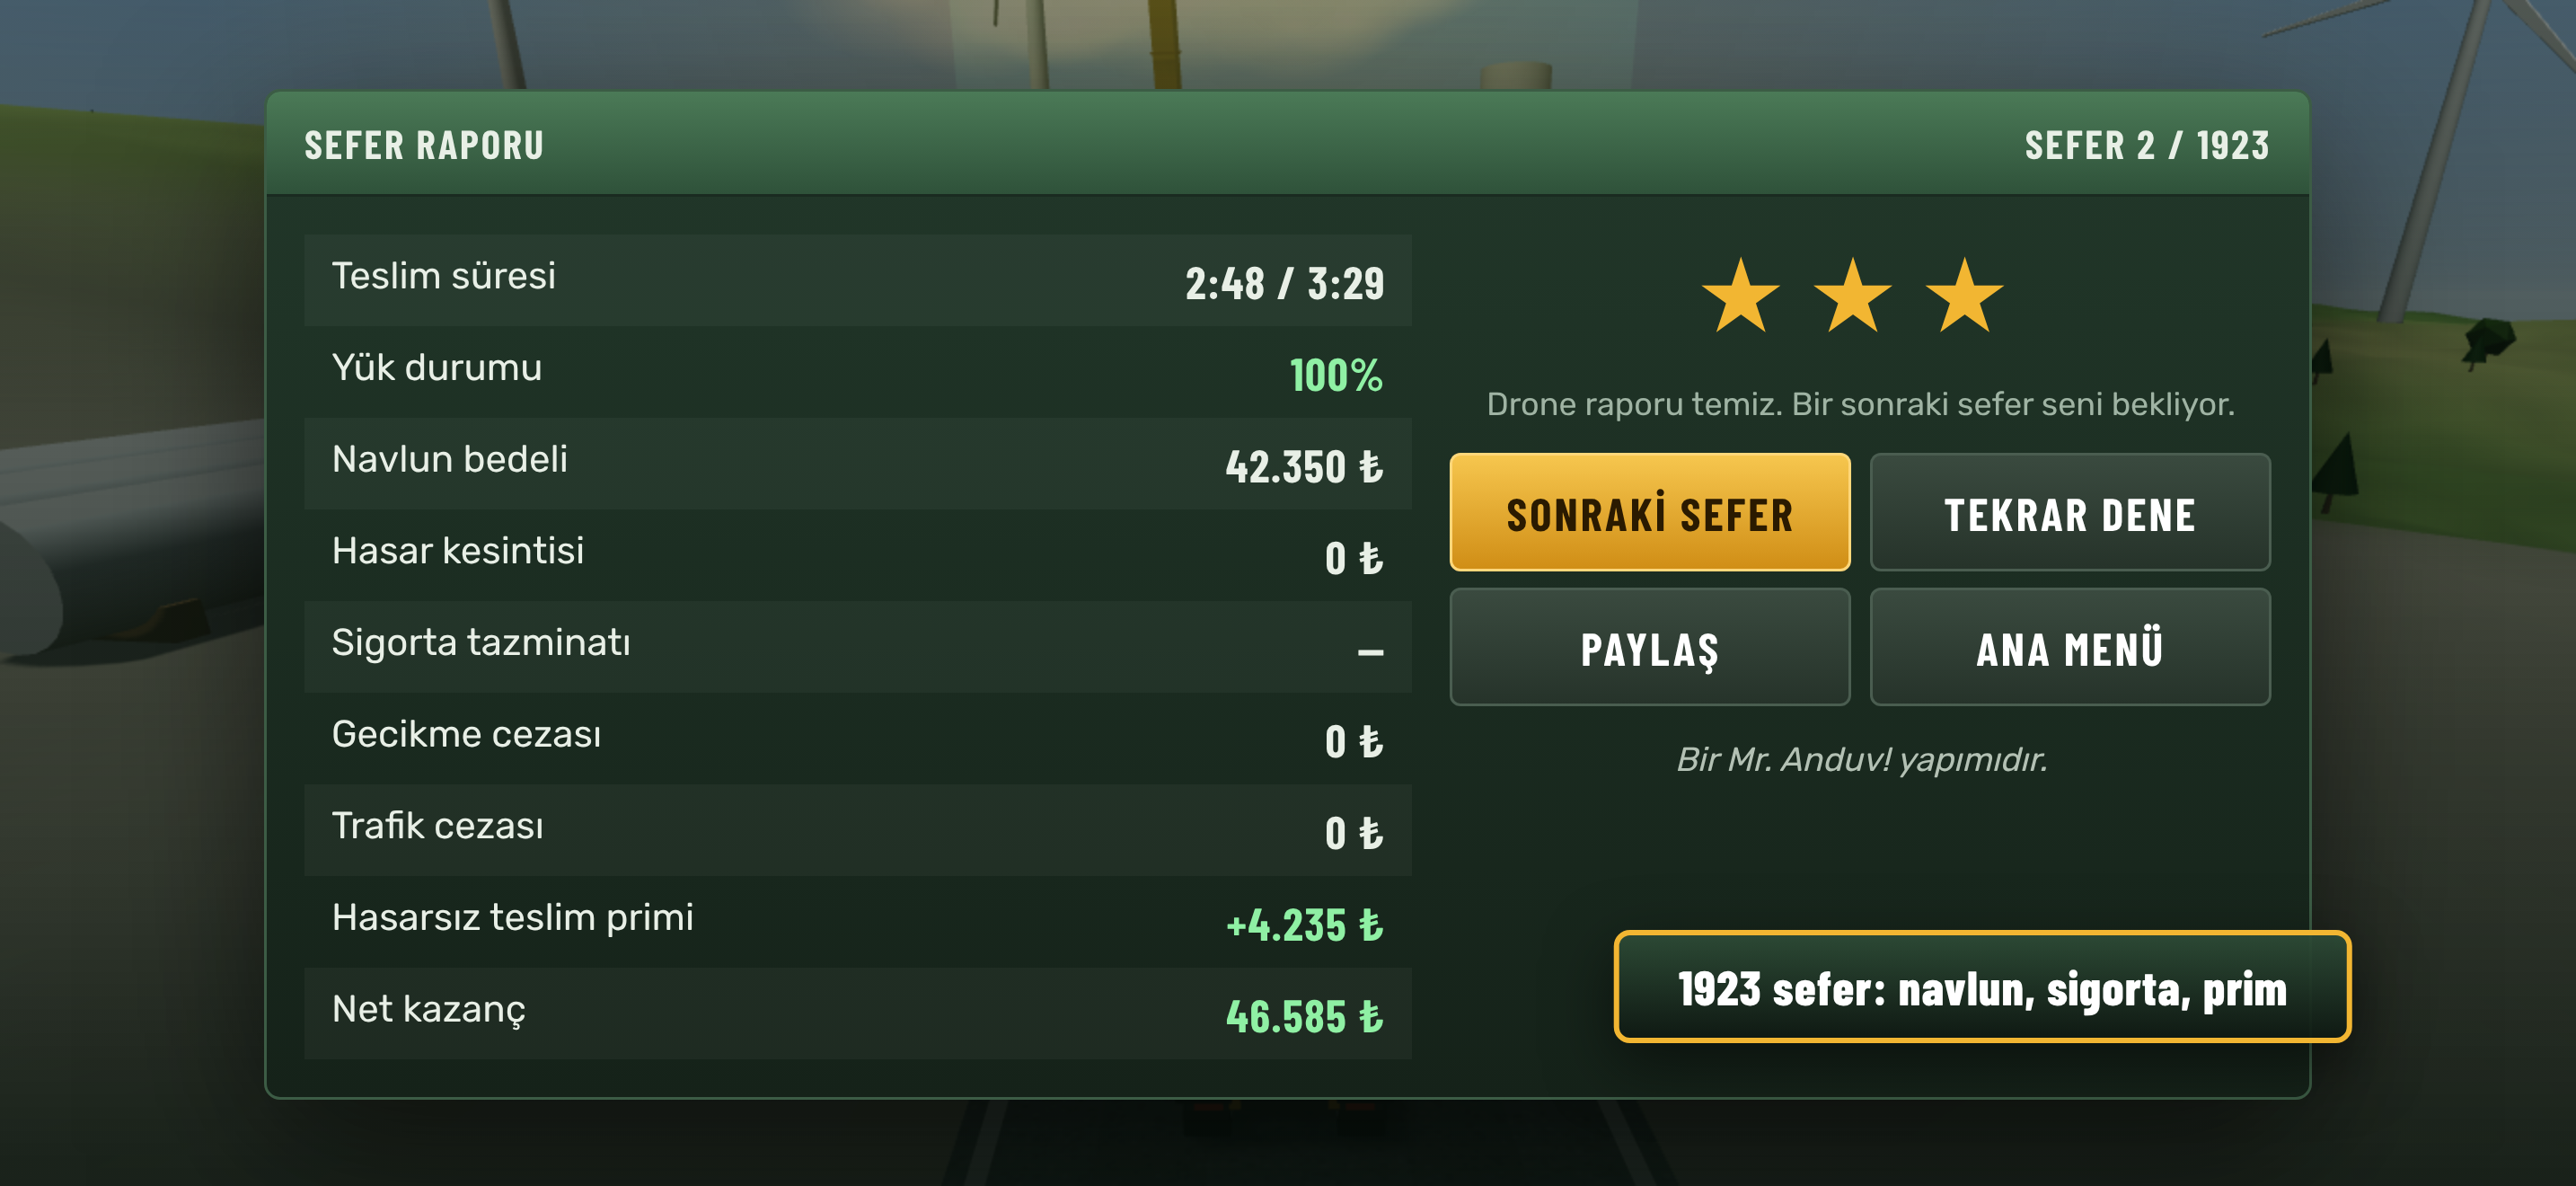 SEFER RAPORU
SEFER 2 / 1923
Teslim süresi 2:48 / 3:29
Yük durumu 100%
Navlun bedeli 42.350 ₺
Hasar kesintisi 0 ₺
Sigorta tazminatı –
Gecikme cezası 0 ₺
Trafik cezası 0 ₺
Hasarsız teslim primi +4.235 ₺
Net kazanç 46.585 ₺
★ ★ ★
Drone raporu temiz. Bir sonraki sefer seni bekliyor.
SONRAKİ SEFER
TEKRAR DENE
PAYLAŞ
ANA MENÜ
Bir Mr. Anduv! yapımıdır.
1923 sefer: navlun, sigorta, prim